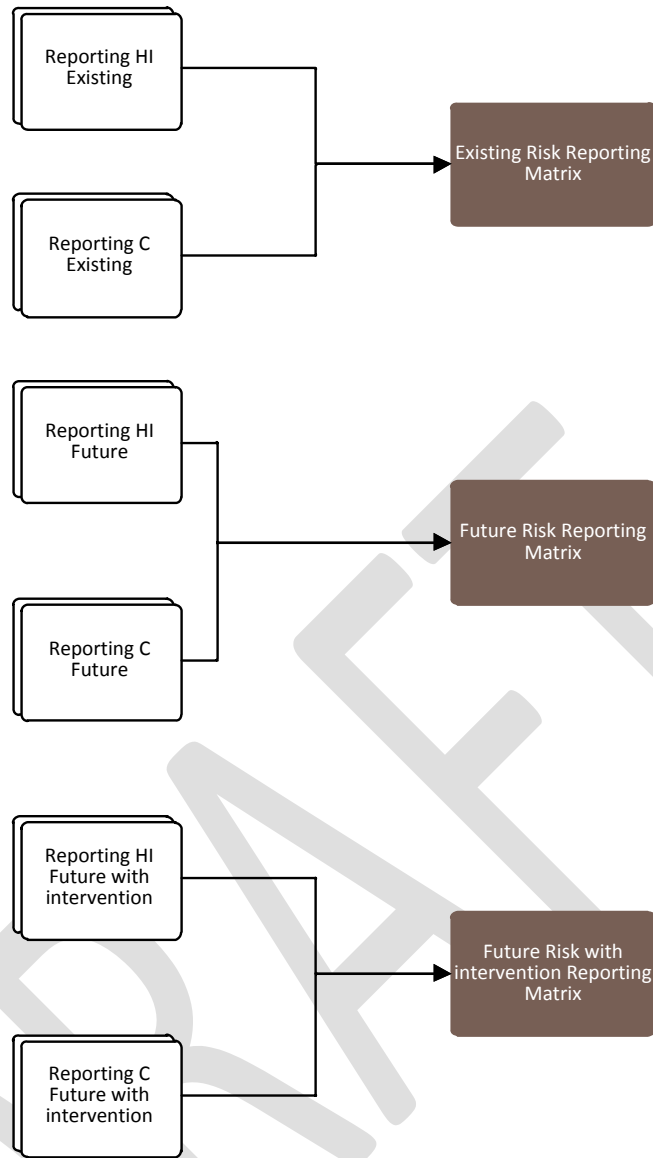 Reporting HI
Existing
Existing Risk Reporting
Matrix
Reporting C
Existing
Reporting HI
Future
Future Risk Reporting
Matrix
Reporting C
Future
Reporting HI
Future with
intervention
Future Risk with
intervention Reporting
Matrix
Reporting C
Future with
intervention
DRAFT